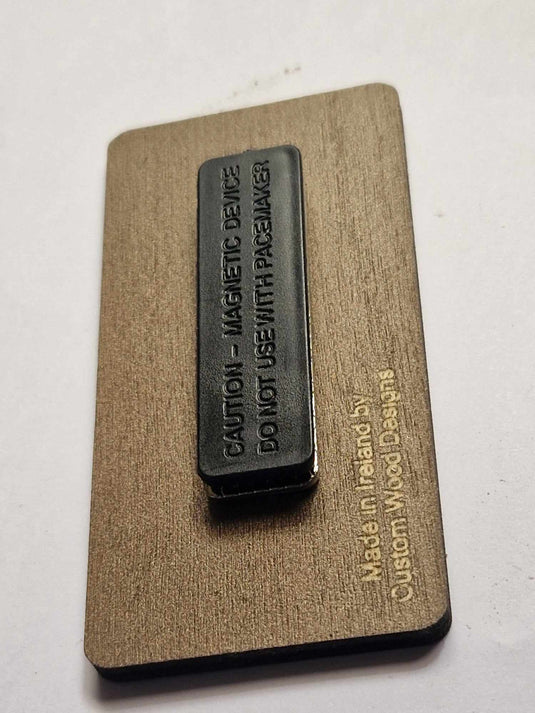 CAUTION - MAGNETIC DEVICE
DO NOT USE WITH PACEMAKER
Made in Ireland by
Custom Wood Designs